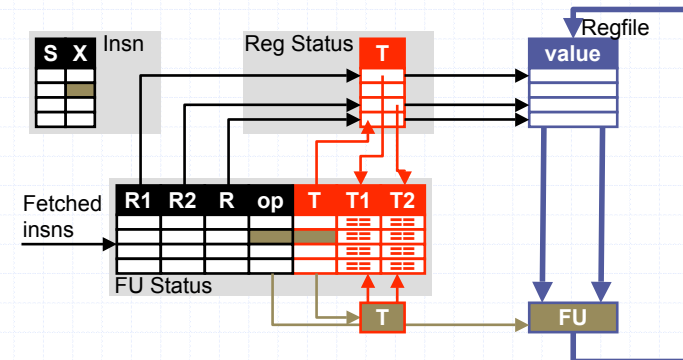 Insn
S X
Reg Status
T
Regfile
value
Fetched
insns
R1 R2 R op T T1 T2
FU Status
T
FU